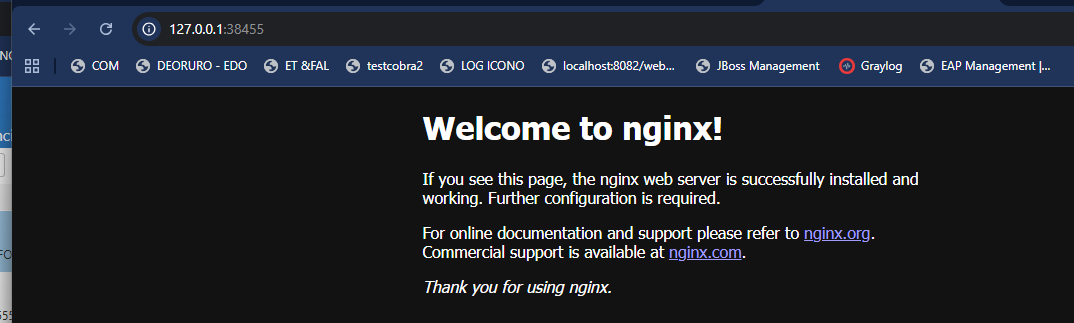 127.0.0.1:38455
COM DEORURO - EDO ET &FAL testcobra2 LOG ICONO localhost:8082/web... JBoss Management Graylog EAP Management |...
Welcome to nginx!
If you see this page, the nginx web server is successfully installed and
working. Further configuration is required.
For online documentation and support please refer to nginx.org.
Commercial support is available at nginx.com.
Thank you for using nginx.